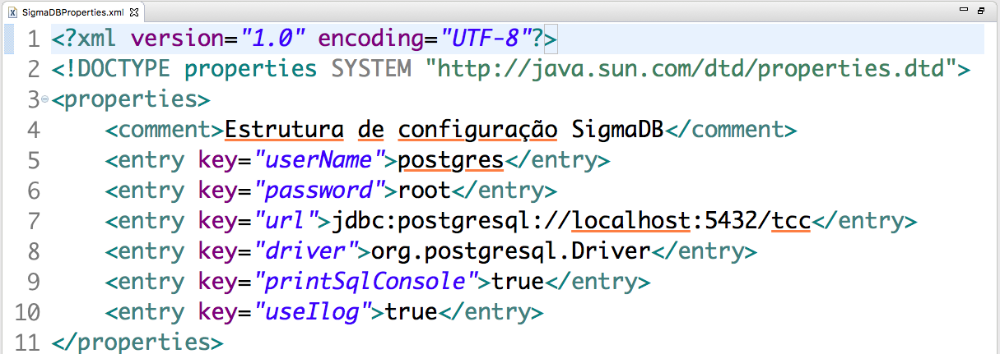 SigmaDBProperties.xml
1 <?xml version="1.0" encoding="UTF-8"?>
2 <!DOCTYPE properties SYSTEM "http://java.sun.com/dtd/properties.dtd">
3 <properties>
4 <comment>Estrutura de configuração SigmaDB</comment>
5 <entry key="userName">postgres</entry>
6 <entry key="password">root</entry>
7 <entry key="url">jdbc:postgresql://localhost:5432/tcc</entry>
8 <entry key="driver">org.postgresql.Driver</entry>
9 <entry key="printSqlConsole">true</entry>
10 <entry key="useIlog">true</entry>
11 </properties>